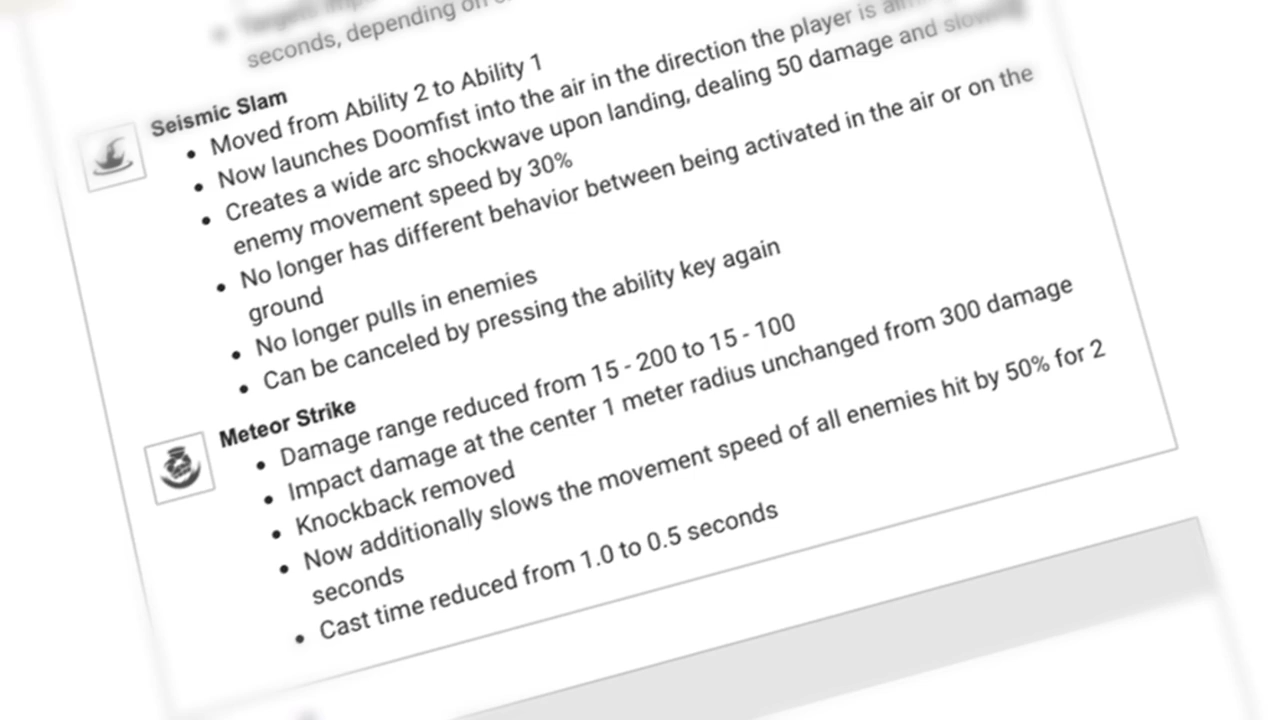 seconds, depending on
Seismic Slam
• Moved from Ability 2 to Ability 1
• Now launches Doomfist into the air in the direction the player is
• Creates a wide arc shockwave upon landing, dealing 50 damage and
enemy movement speed by 30%
• No longer has different behavior between being activated in the air or on the
ground
• No longer pulls in enemies
• Can be canceled by pressing the ability key again
Meteor Strike
• Damage range reduced from 15 - 200 to 15 - 100
• Impact damage at the center 1 meter radius unchanged from 300 damage
• Knockback removed
• Now additionally slows the movement speed of all enemies hit by 50% for 2
seconds
• Cast time reduced from 1.0 to 0.5 seconds